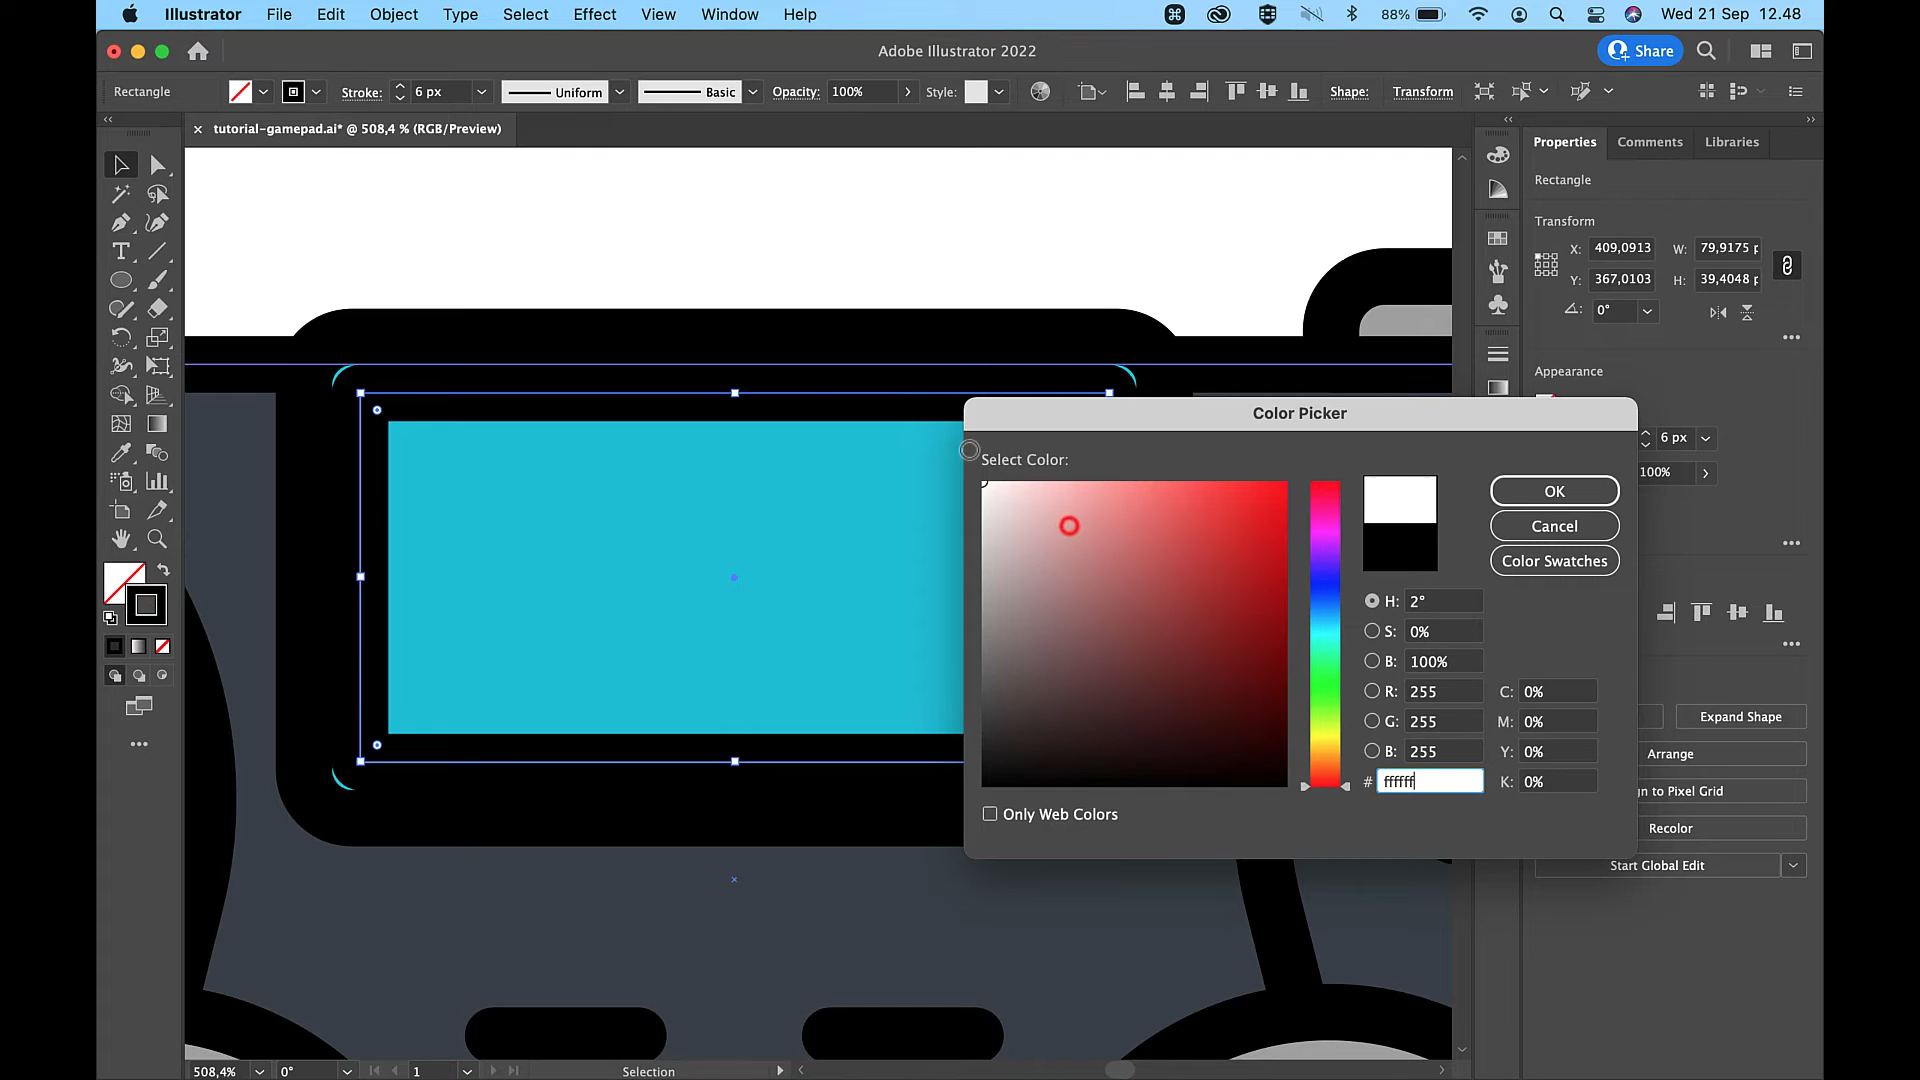 Illustrator File Edit Object Type Select Effect View Window Help 88% Wed 21 Sep 12.48
Adobe Illustrator 2022 Share
Rectangle Stroke: 6 px Uniform Basic Opacity: 100% Style: Shape: Transform
× tutorial-gamepad.ai* @ 508,4 % (RGB/Preview)
Properties Comments Libraries
Rectangle
Transform
X: 409,0913 W: 79,9175 p
Y: 367,0103 H: 39,4048 p
0°
Appearance
6 px
100%
Color Picker
Select Color:
OK
Cancel
Color Swatches
H: 2°
S: 0%
B: 100%
R: 255 C: 0%
G: 255 M: 0%
B: 255 Y: 0%
# ffffff K: 0%
Only Web Colors
Expand Shape
Arrange
gn to Pixel Grid
Recolor
Start Global Edit
508,4% 0° 1 Selection